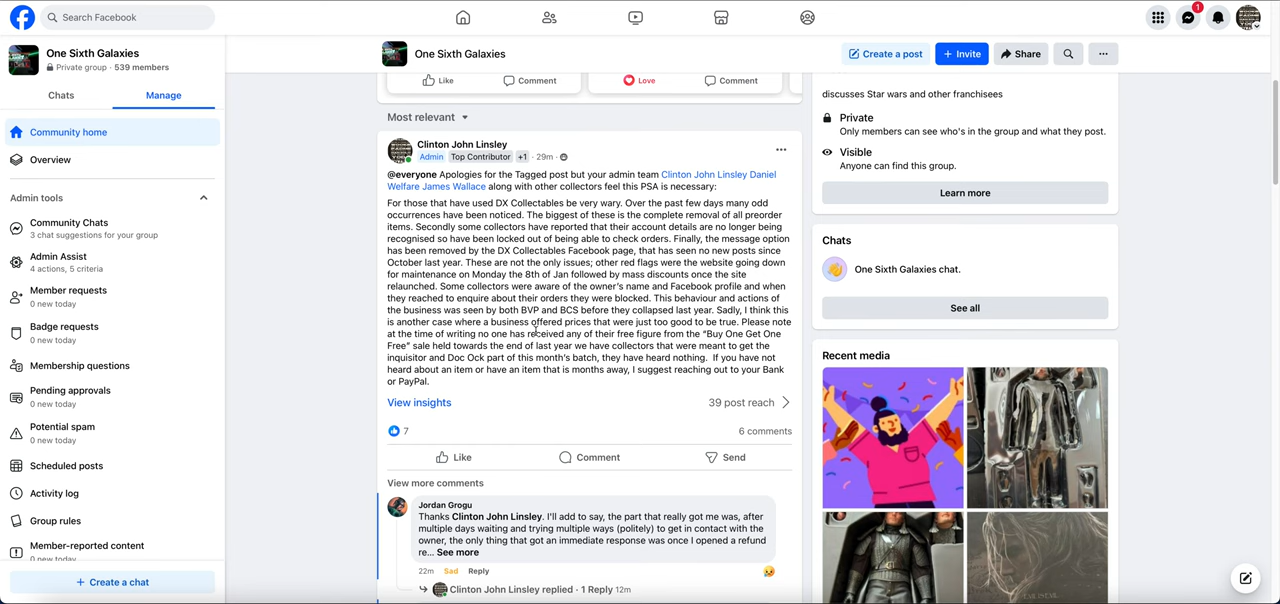 Search Facebook
1
One Sixth Galaxies
Private group · 539 members
Chats
Manage
Community home
Overview
Admin tools
Community Chats
3 chat suggestions for your group
Admin Assist
4 actions, 5 criteria
Member requests
0 new today
Badge requests
0 new today
Membership questions
Pending approvals
0 new today
Potential spam
0 new today
Scheduled posts
Activity log
Group rules
Member-reported content
0 new today
+ Create a chat
One Sixth Galaxies
Create a post
+ Invite
Share
Like
Comment
Love
Comment
Most relevant
Clinton John Linsley
Admin Top Contributor +1 · 29m ·
@everyone Apologies for the Tagged post but your admin team Clinton John Linsley Daniel
Welfare James Wallace along with other collectors feel this PSA is necessary:
For those that have used DX Collectables be very wary. Over the past few days many odd
occurrences have been noticed. The biggest of these is the complete removal of all preorder
items. Secondly some collectors have reported that their account details are no longer being
recognised so have been locked out of being able to check orders. Finally, the message option
has been removed by the DX Collectables Facebook page, that has seen no new posts since
October last year. These are not the only issues; other red flags were the website going down
for maintenance on Monday the 8th of Jan followed by mass discounts once the site
relaunched. Some collectors were aware of the owner's name and Facebook profile and when
they reached to enquire about their orders they were blocked. This behaviour and actions of
the business was seen by both BVP and BCS before they collapsed last year. Sadly, I think this
is another case where a business offered prices that were just too good to be true. Please note
at the time of writing no one has received any of their free figure from the "Buy One Get One
Free" sale held towards the end of last year we have collectors that were meant to get the
inquisitor and Doc Ock part of this month's batch, they have heard nothing. If you have not
heard about an item or have an item that is months away, I suggest reaching out to your Bank
or PayPal.
View insights
39 post reach
7
6 comments
Like
Comment
Send
View more comments
Jordan Grogu
Thanks Clinton John Linsley. I'll add to say, the part that really got me was, after
multiple days waiting and trying multiple ways (politely) to get in contact with the
owner, the only thing that got an immediate response was once I opened a refund
re... See more
22m Sad Reply
Clinton John Linsley replied · 1 Reply 12m
discusses Star wars and other franchisees
Private
Only members can see who's in the group and what they post.
Visible
Anyone can find this group.
Learn more
Chats
One Sixth Galaxies chat.
See all
Recent media